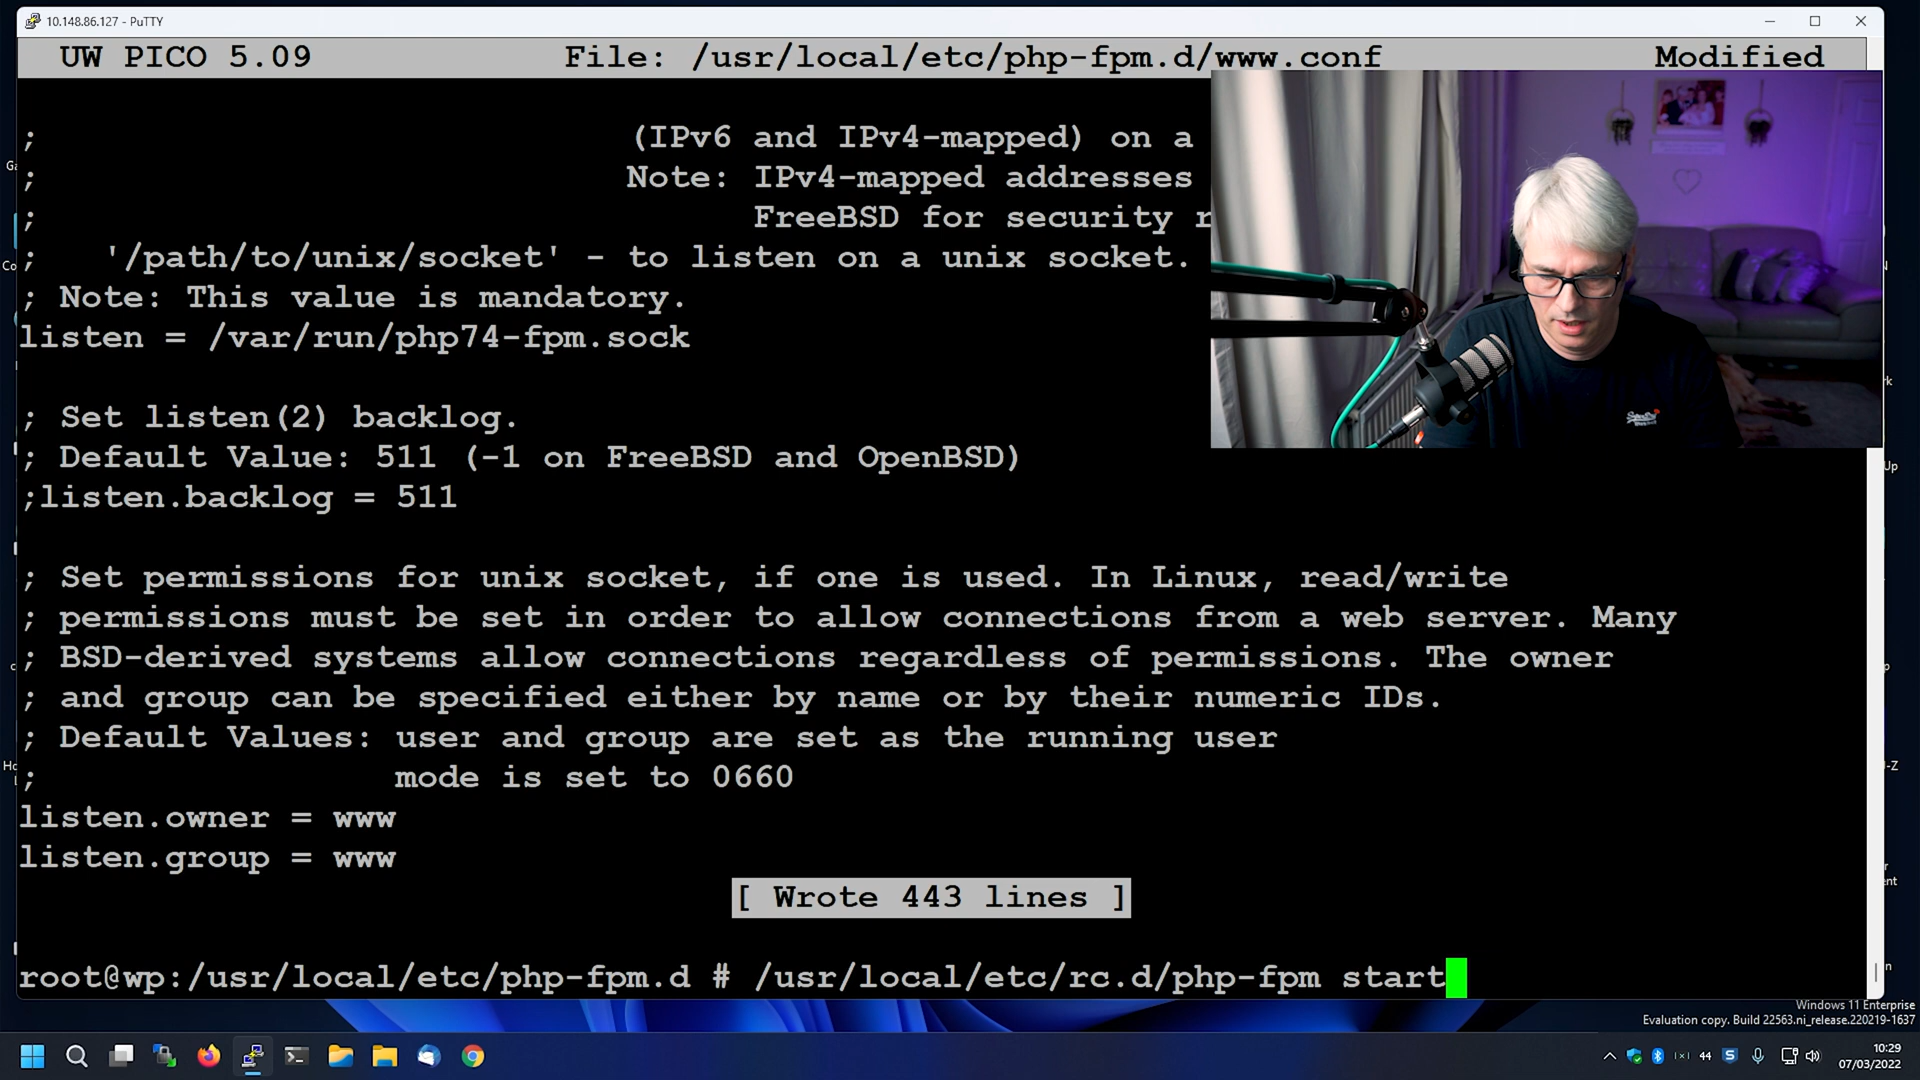 10.148.86.127 - PuTTY
UW PICO 5.09 File: /usr/local/etc/php-fpm.d/www.conf Modified
; (IPv6 and IPv4-mapped) on a
; Note: IPv4-mapped addresses
; FreeBSD for security r
; '/path/to/unix/socket' - to listen on a unix socket.
; Note: This value is mandatory.
listen = /var/run/php74-fpm.sock
; Set listen(2) backlog.
; Default Value: 511 (-1 on FreeBSD and OpenBSD)
;listen.backlog = 511
; Set permissions for unix socket, if one is used. In Linux, read/write
; permissions must be set in order to allow connections from a web server. Many
; BSD-derived systems allow connections regardless of permissions. The owner
; and group can be specified either by name or by their numeric IDs.
; Default Values: user and group are set as the running user
; mode is set to 0660
listen.owner = www
listen.group = www
[ Wrote 443 lines ]
root@wp:/usr/local/etc/php-fpm.d # /usr/local/etc/rc.d/php-fpm start
Windows 11 Enterprise
Evaluation copy. Build 22563.ni_release.220219-1637
44
10:29
07/03/2022